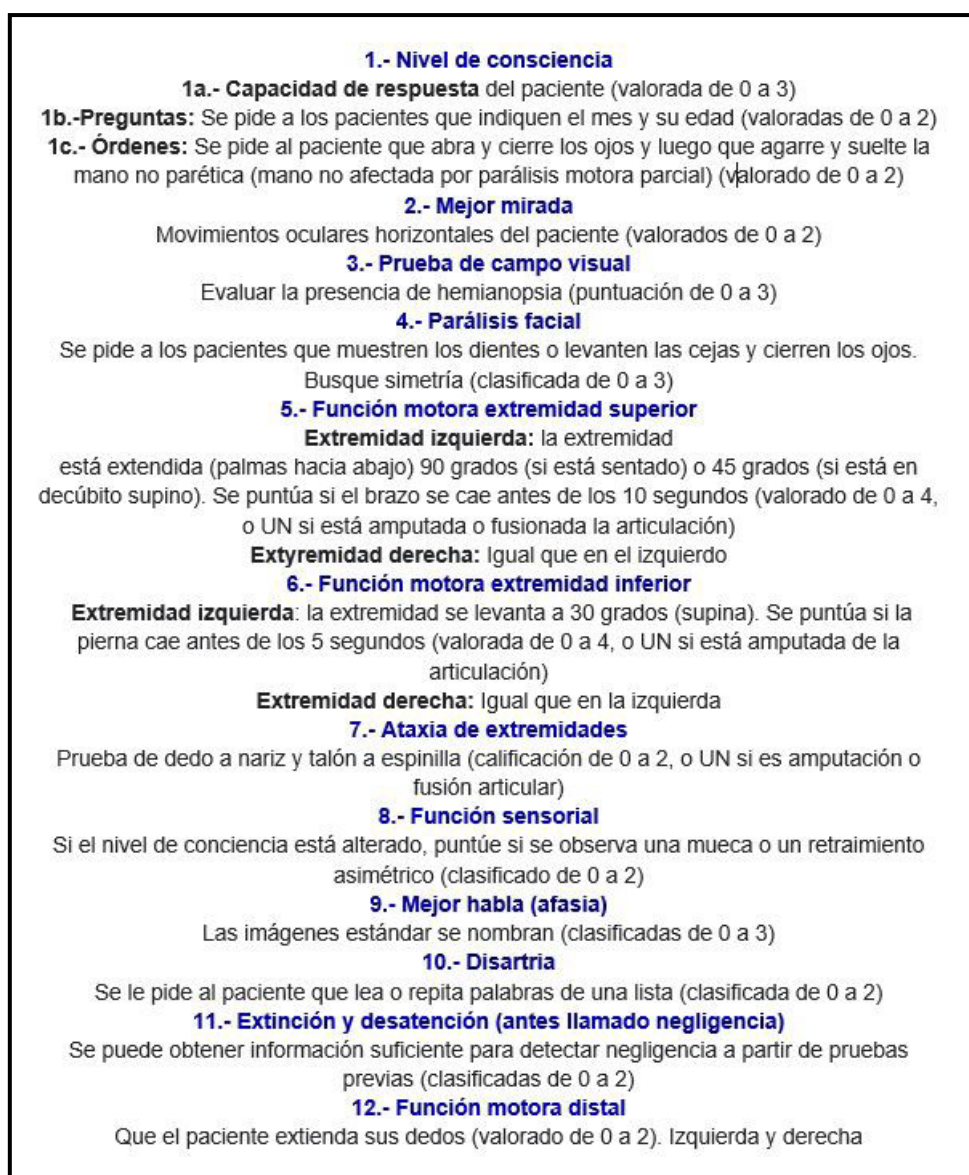 1.- Nivel de consciencia
1a.- Capacidad de respuesta del paciente (valorada de 0 a 3)
1b.-Preguntas: Se pide a los pacientes que indiquen el mes y su edad (valoradas de 0 a 2)
1c.- Órdenes: Se pide al paciente que abra y cierre los ojos y luego que agarre y suelte la
mano no parética (mano no afectada por parálisis motora parcial) (valorado de 0 a 2)
2.- Mejor mirada
Movimientos oculares horizontales del paciente (valorados de 0 a 2)
3.- Prueba de campo visual
Evaluar la presencia de hemianopsia (puntuación de 0 a 3)
4.- Parálisis facial
Se pide a los pacientes que muestren los dientes o levanten las cejas y cierren los ojos.
Busque simetría (clasificada de 0 a 3)
5.- Función motora extremidad superior
Extremidad izquierda: la extremidad
está extendida (palmas hacia abajo) 90 grados (si está sentado) o 45 grados (si está en
decúbito supino). Se puntúa si el brazo se cae antes de los 10 segundos (valorado de 0 a 4,
o UN si está amputada o fusionada la articulación)
Extyremidad derecha: Igual que en el izquierdo
6.- Función motora extremidad inferior
Extremidad izquierda: la extremidad se levanta a 30 grados (supina). Se puntúa si la
pierna cae antes de los 5 segundos (valorada de 0 a 4, o UN si está amputada de la
articulación)
Extremidad derecha: Igual que en la izquierda
7.- Ataxia de extremidades
Prueba de dedo a nariz y talón a espinilla (calificación de 0 a 2, o UN si es amputación o
fusión articular)
8.- Función sensorial
Si el nivel de conciencia está alterado, puntúe si se observa una mueca o un retraimiento
asimétrico (clasificado de 0 a 2)
9.- Mejor habla (afasia)
Las imágenes estándar se nombran (clasificadas de 0 a 3)
10.- Disartria
Se le pide al paciente que lea o repita palabras de una lista (clasificada de 0 a 2)
11.- Extinción y desatención (antes llamado negligencia)
Se puede obtener información suficiente para detectar negligencia a partir de pruebas
previas (clasificadas de 0 a 2)
12.- Función motora distal
Que el paciente extienda sus dedos (valorado de 0 a 2). Izquierda y derecha